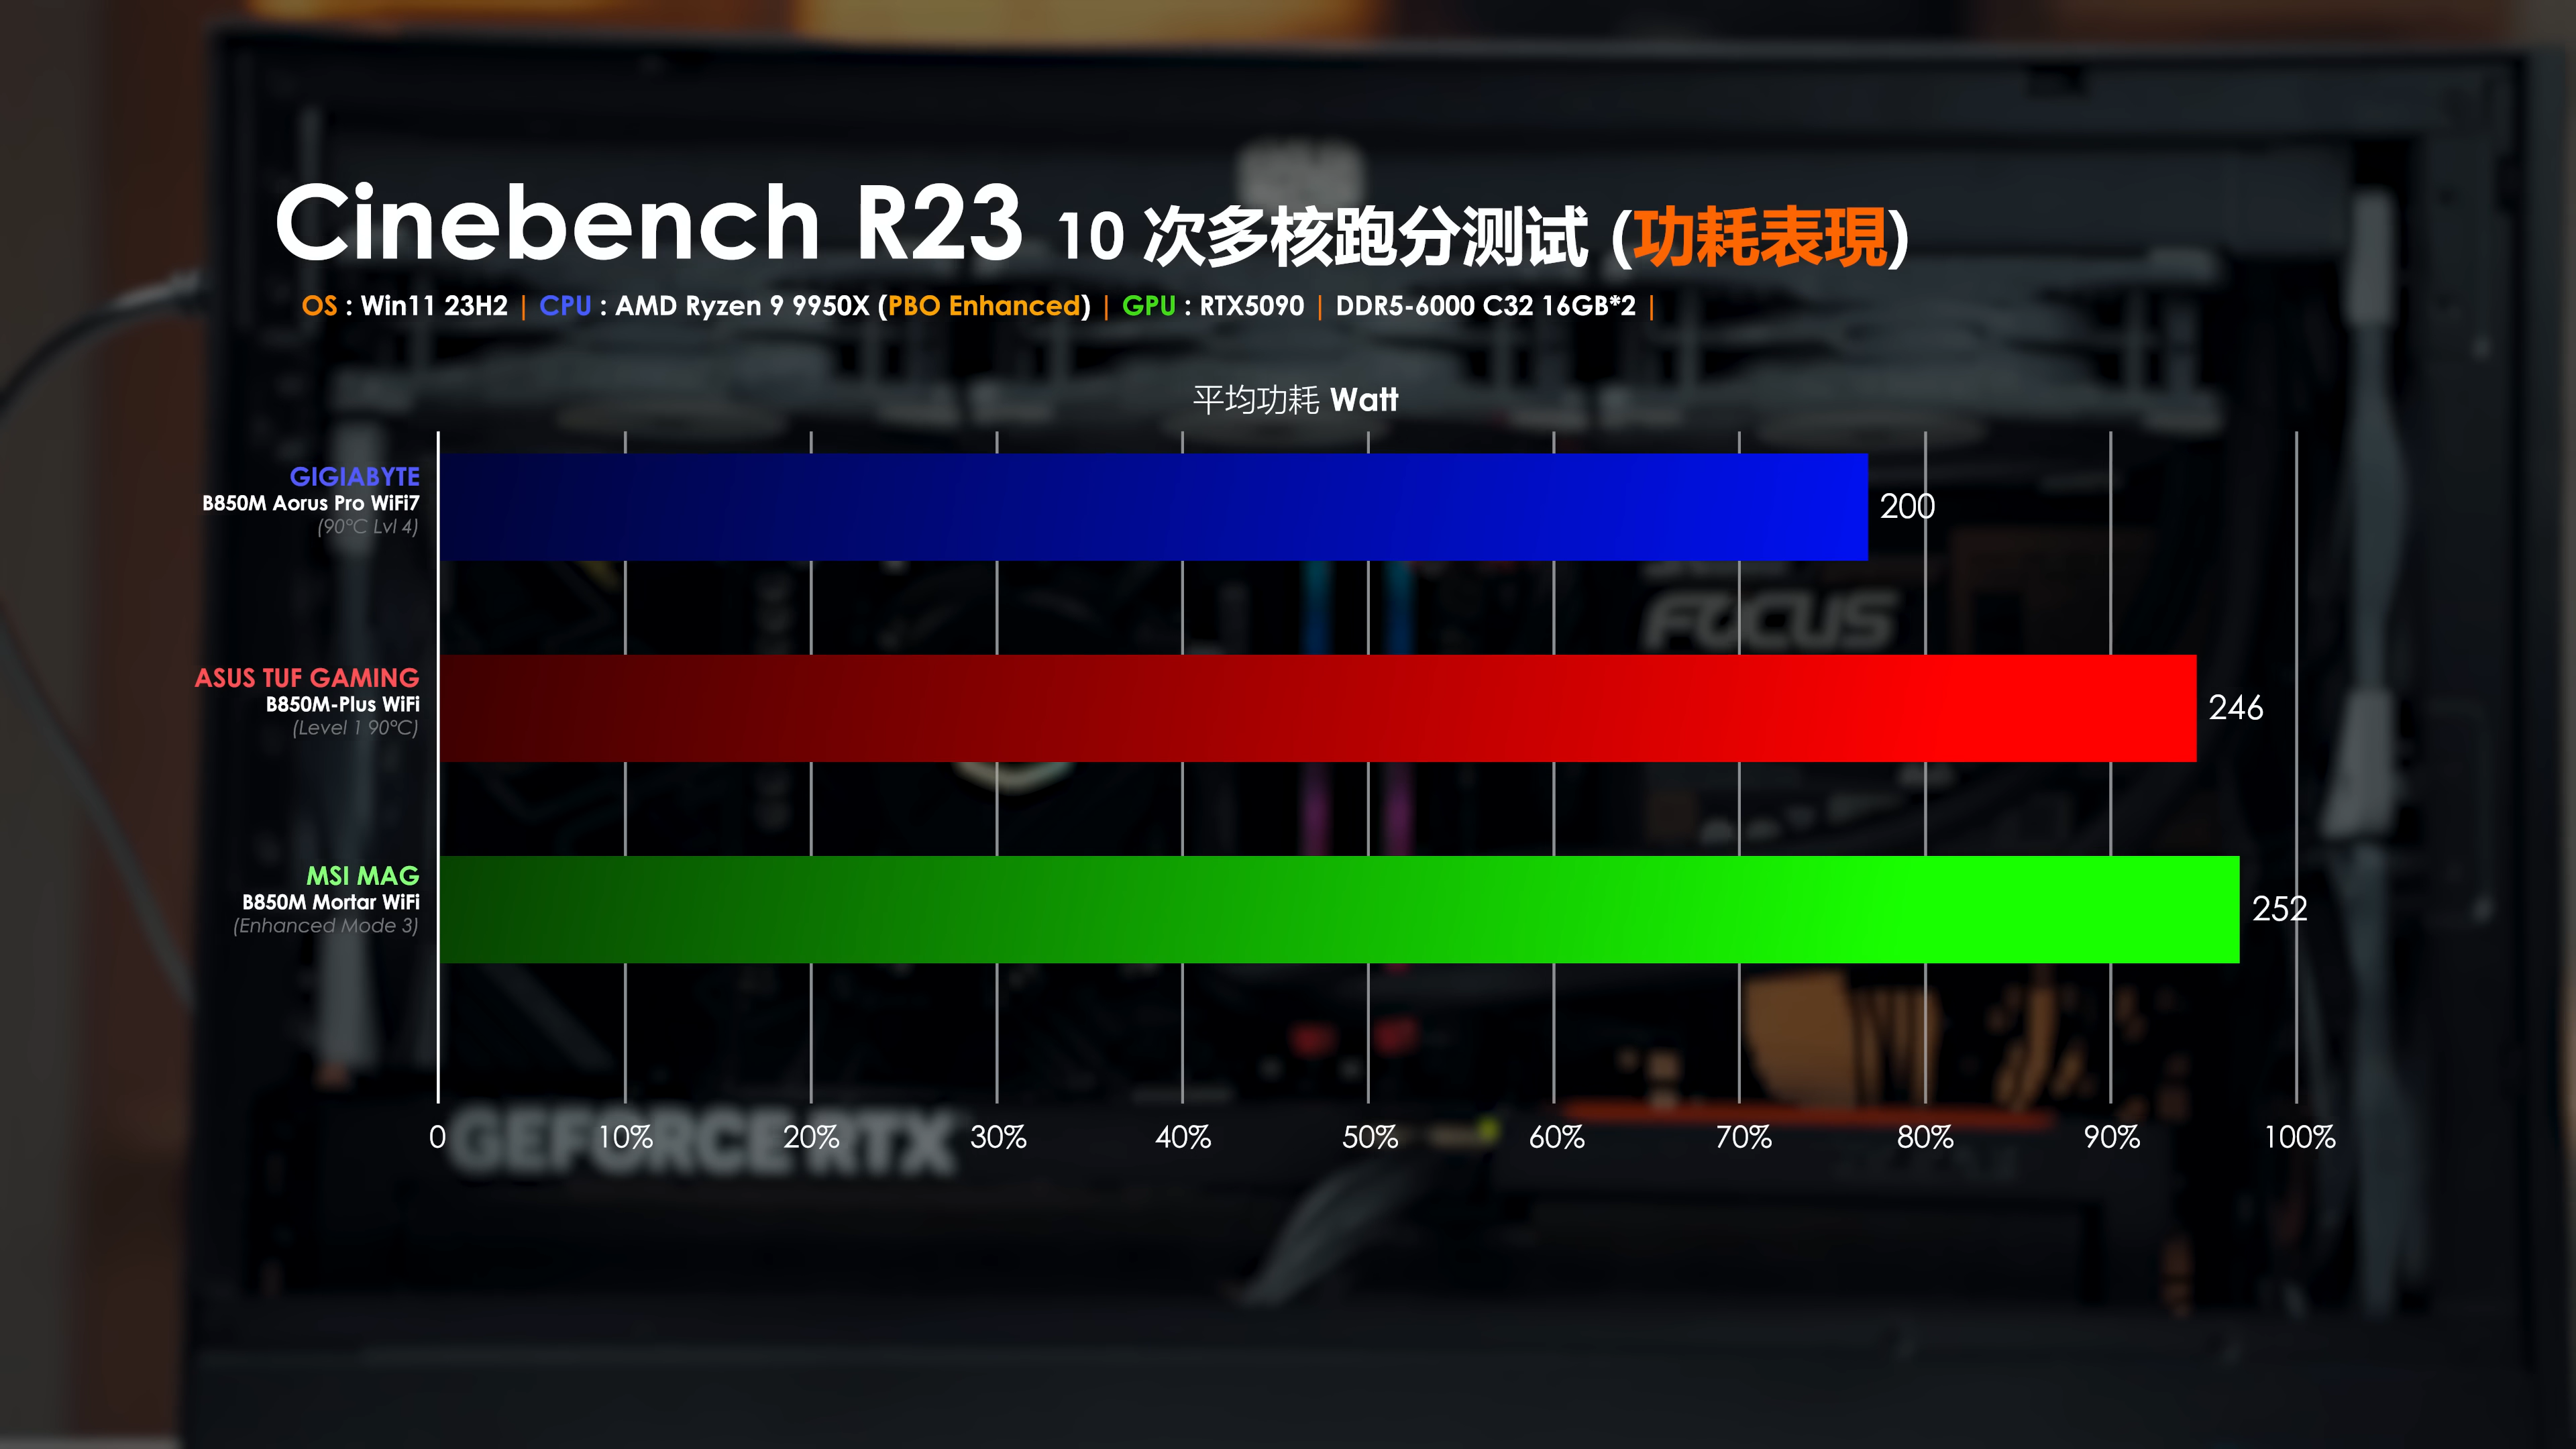 Cinebench R23 10 次多核跑分测试 (功耗表現)
OS : Win11 23H2 | CPU : AMD Ryzen 9 9950X (PBO Enhanced) | GPU : RTX5090 | DDR5-6000 C32 16GB*2 |
平均功耗 Watt
GIGIABYTE
B850M Aorus Pro WiFi7
(90°C Lvl 4)
200
FOCUS
ASUS TUF GAMING
B850M-Plus WiFi
(Level 1 90°C)
246
MSI MAG
B850M Mortar WiFi
(Enhanced Mode 3)
252
0 10% 20% 30% 40% 50% 60% 70% 80% 90% 100%
GEFORCE RTX